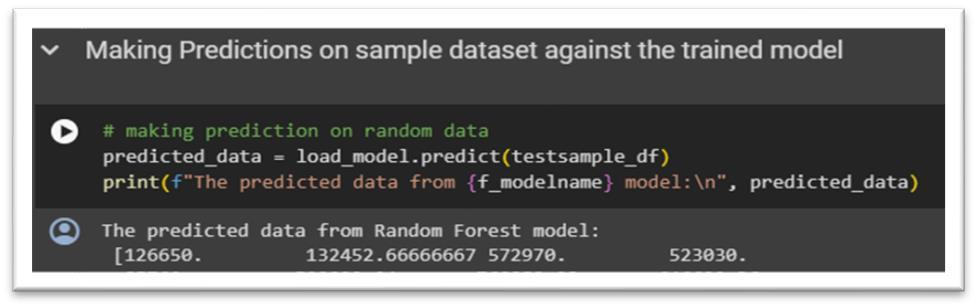 Making Predictions on sample dataset against the trained model
# making prediction on random data
predicted_data = load_model.predict(testsample_df)
print(f"The predicted data from {f_modelname} model:\n", predicted_data)
The predicted data from Random Forest model:
[126650. 132452.66666667 572970. 523030.